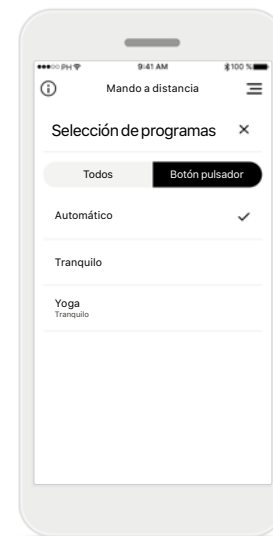 ●●●○○ PH 9:41 AM 100 %
Mando a distancia
Selección de programas
Todos Botón pulsador
Automático
Tranquilo
Yoga
Tranquilo